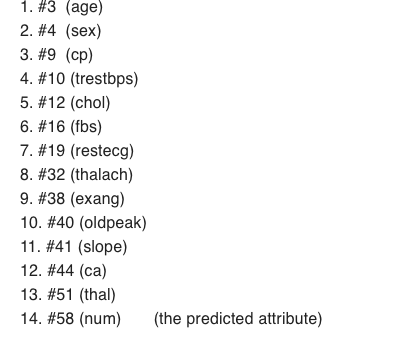 1. #3 (age)
2. #4 (sex)
3. #9 (cp)
4. #10 (trestbps)
5. #12 (chol)
6. #16 (fbs)
7. #19 (restecg)
8. #32 (thalach)
9. #38 (exang)
10. #40 (oldpeak)
11. #41 (slope)
12. #44 (ca)
13. #51 (thal)
14. #58 (num) (the predicted attribute)